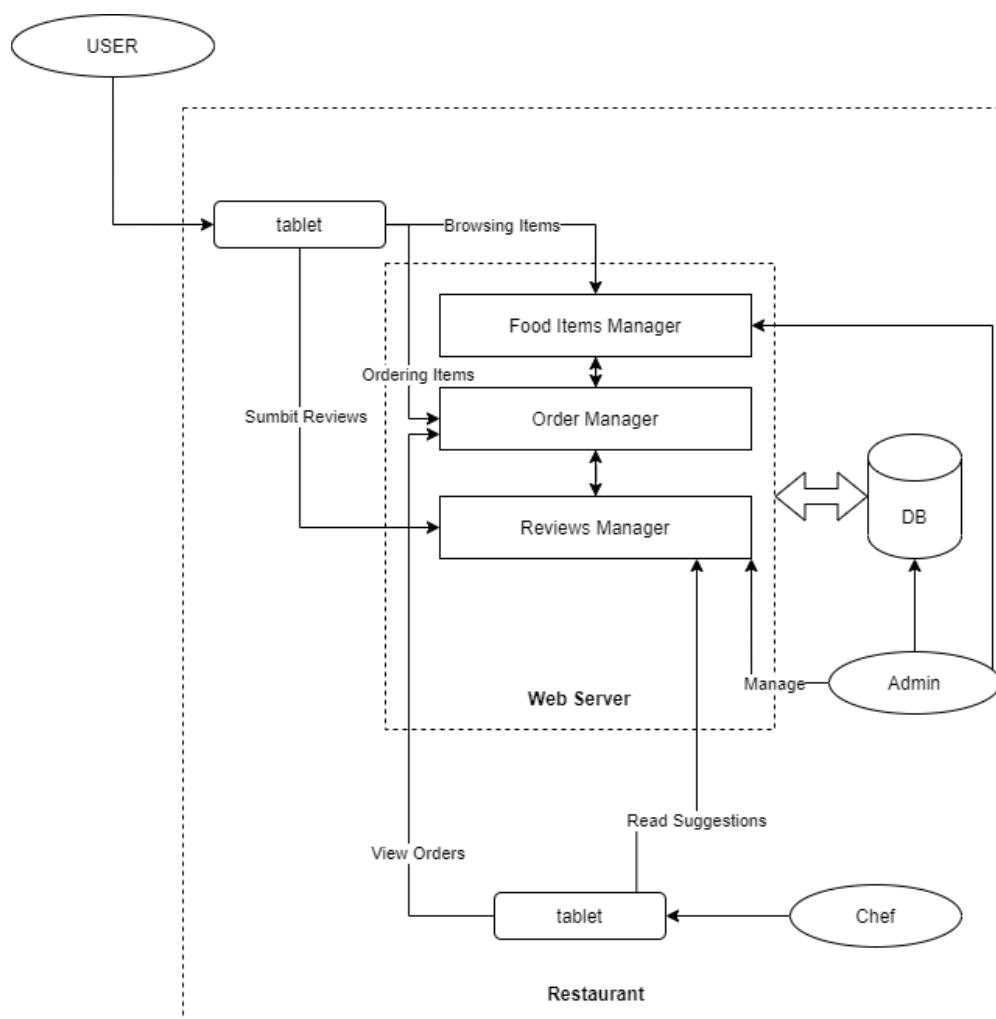 USER
tablet
Browsing Items
Food Items Manager
Ordering Items
Sumbit Reviews
Order Manager
DB
Reviews Manager
Manage
Admin
Web Server
Read Suggestions
View Orders
tablet
Chef
Restaurant